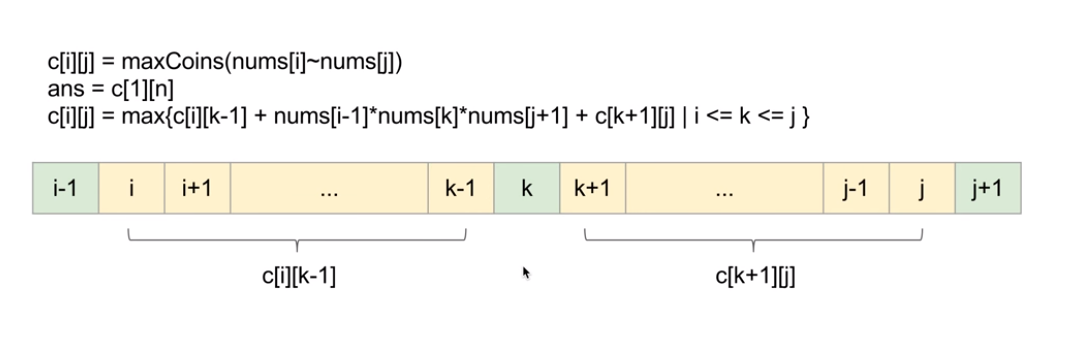 c[i][j] = maxCoins(nums[i]~nums[j])
ans = c[1][n]
c[i][j] = max{c[i][k-1] + nums[i-1]*nums[k]*nums[j+1] + c[k+1][j] | i <= k <= j }
i-1 i i+1 ... k-1 k k+1 ... j-1 j j+1
c[i][k-1] c[k+1][j]